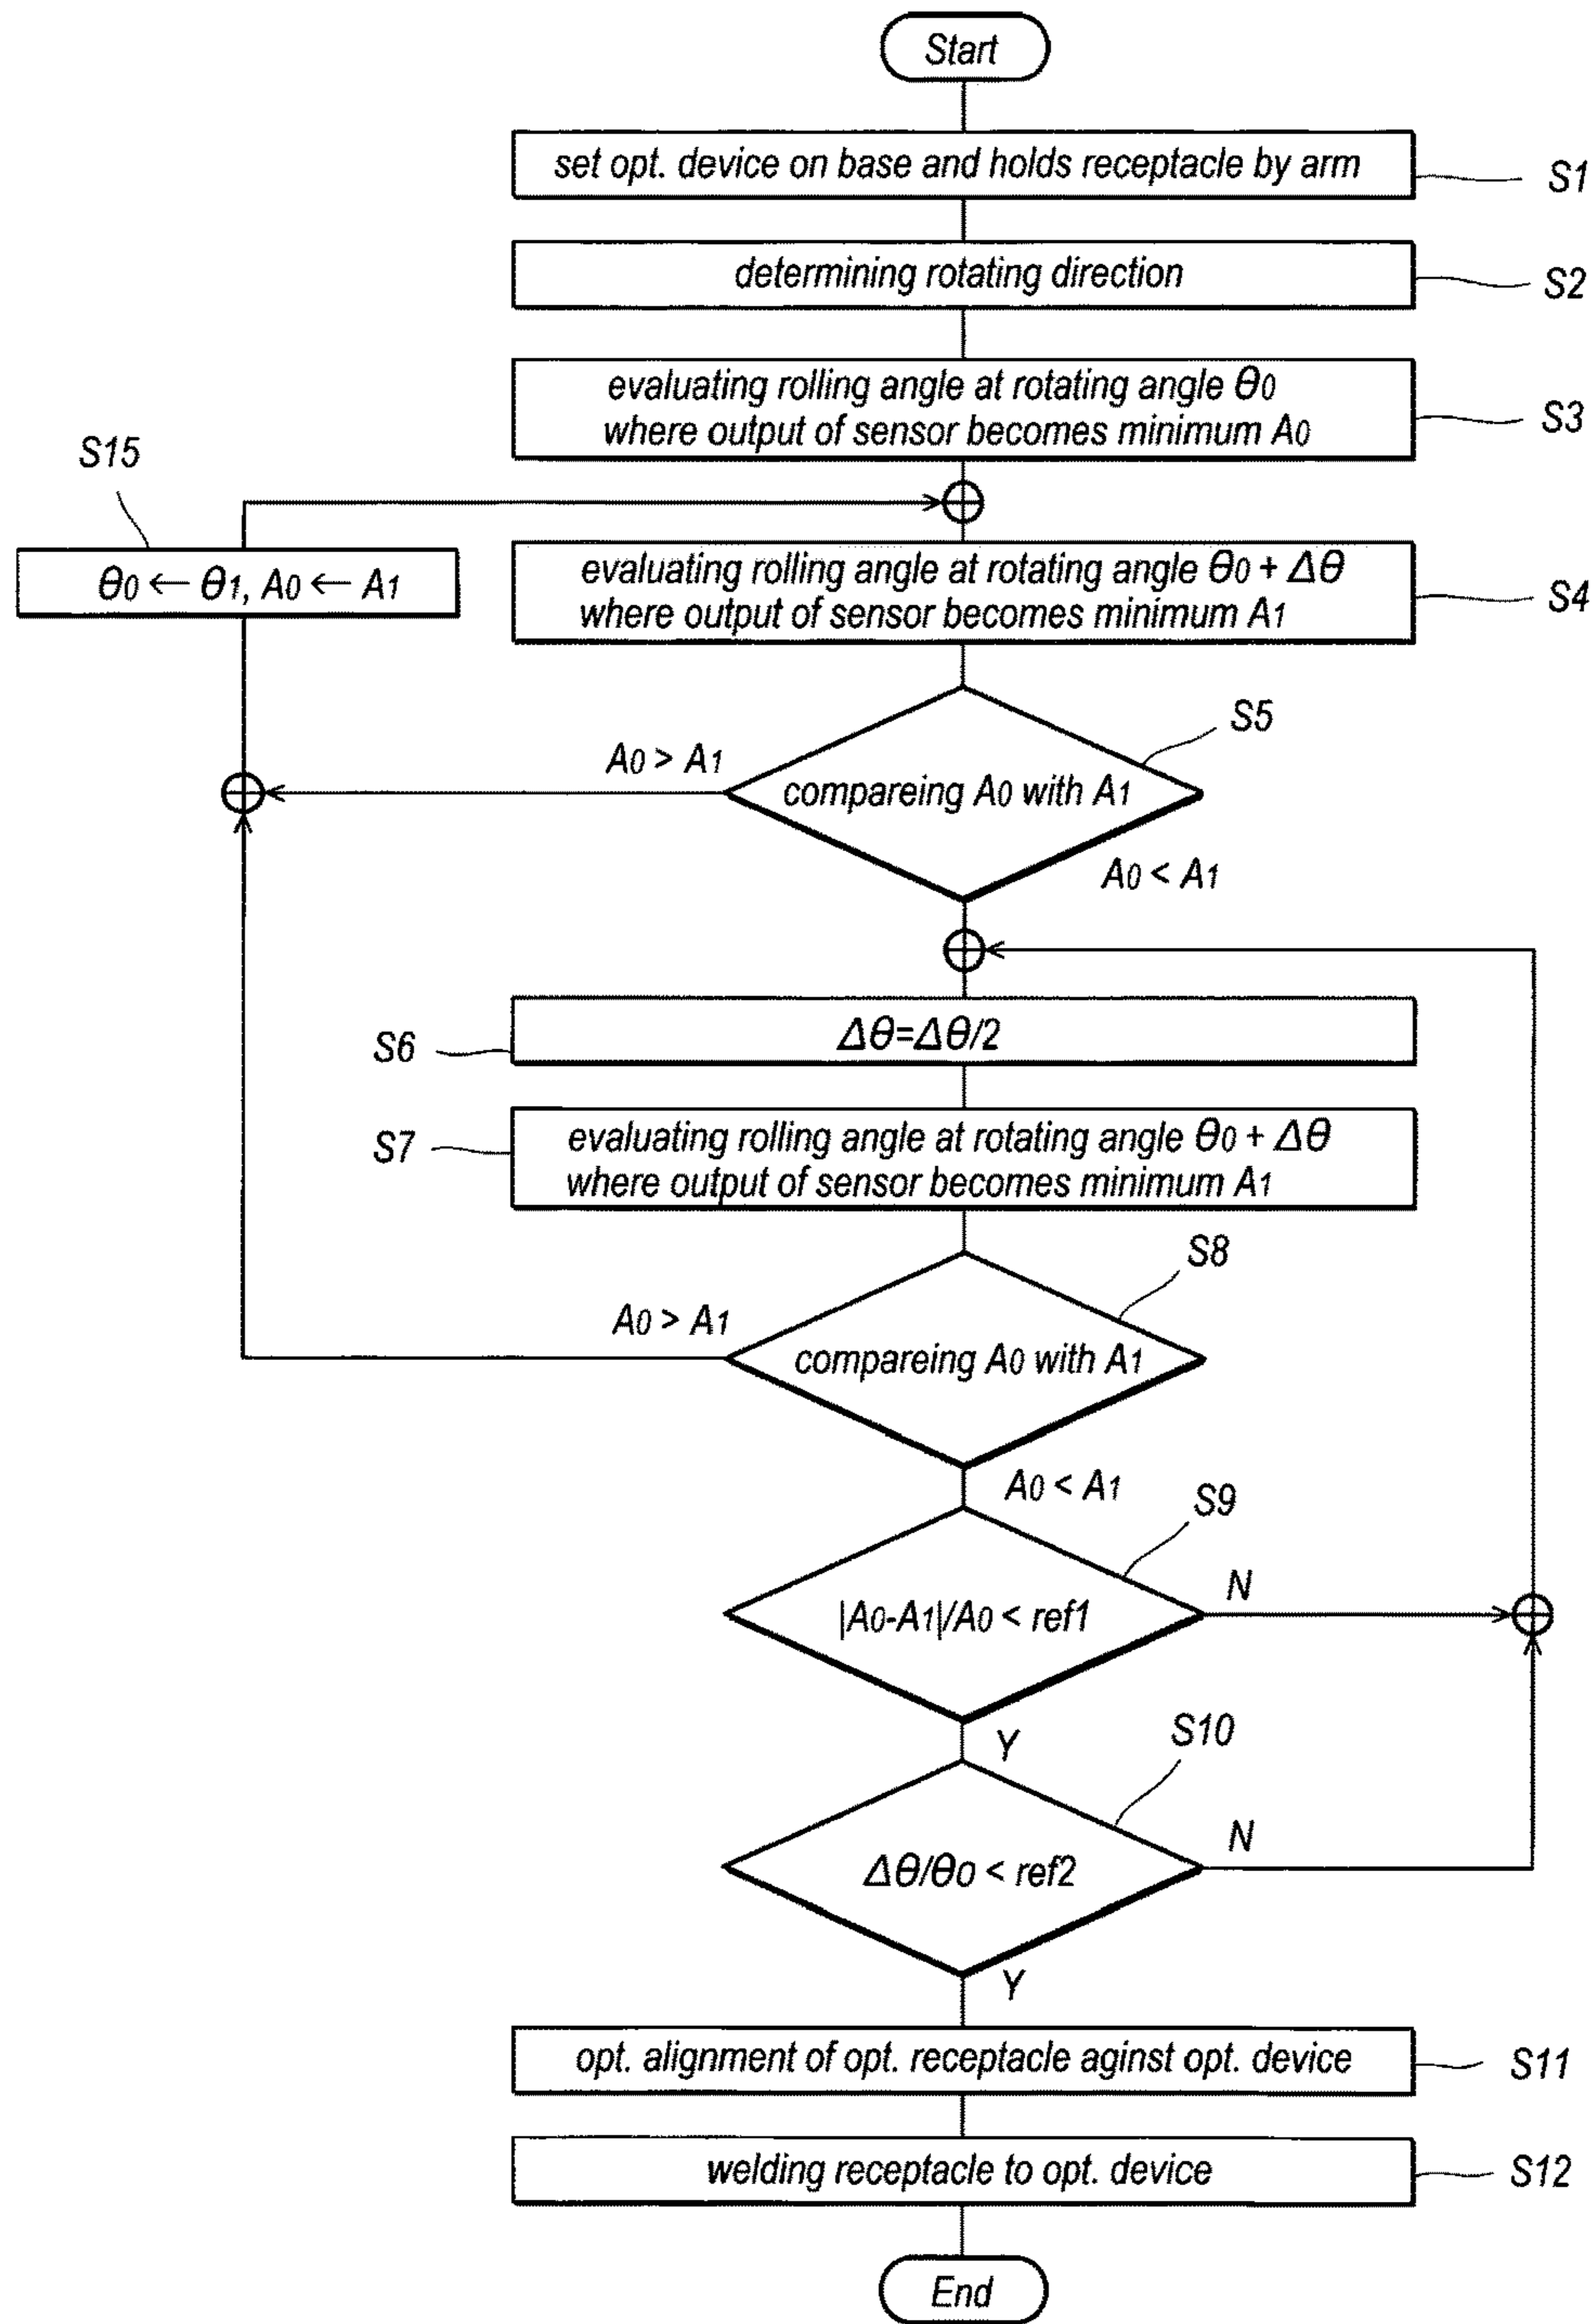 Start
set opt. device on base and holds receptacle by arm
S1
determining rotating direction
S2
evaluating rolling angle at rotating angle θ0
where output of sensor becomes minimum A0
S3
S15
θ0 ← θ1, A0 ← A1
evaluating rolling angle at rotating angle θ0 + Δθ
where output of sensor becomes minimum A1
S4
S5
A0 > A1
compareing A0 with A1
A0 < A1
Δθ=Δθ/2
S6
evaluating rolling angle at rotating angle θ0 + Δθ
where output of sensor becomes minimum A1
S7
S8
A0 > A1
compareing A0 with A1
A0 < A1
S9
|A0-A1|/A0 < ref1
N
Y
S10
Δθ/θ0 < ref2
N
Y
opt. alignment of opt. receptacle aginst opt. device
S11
welding receptacle to opt. device
S12
End